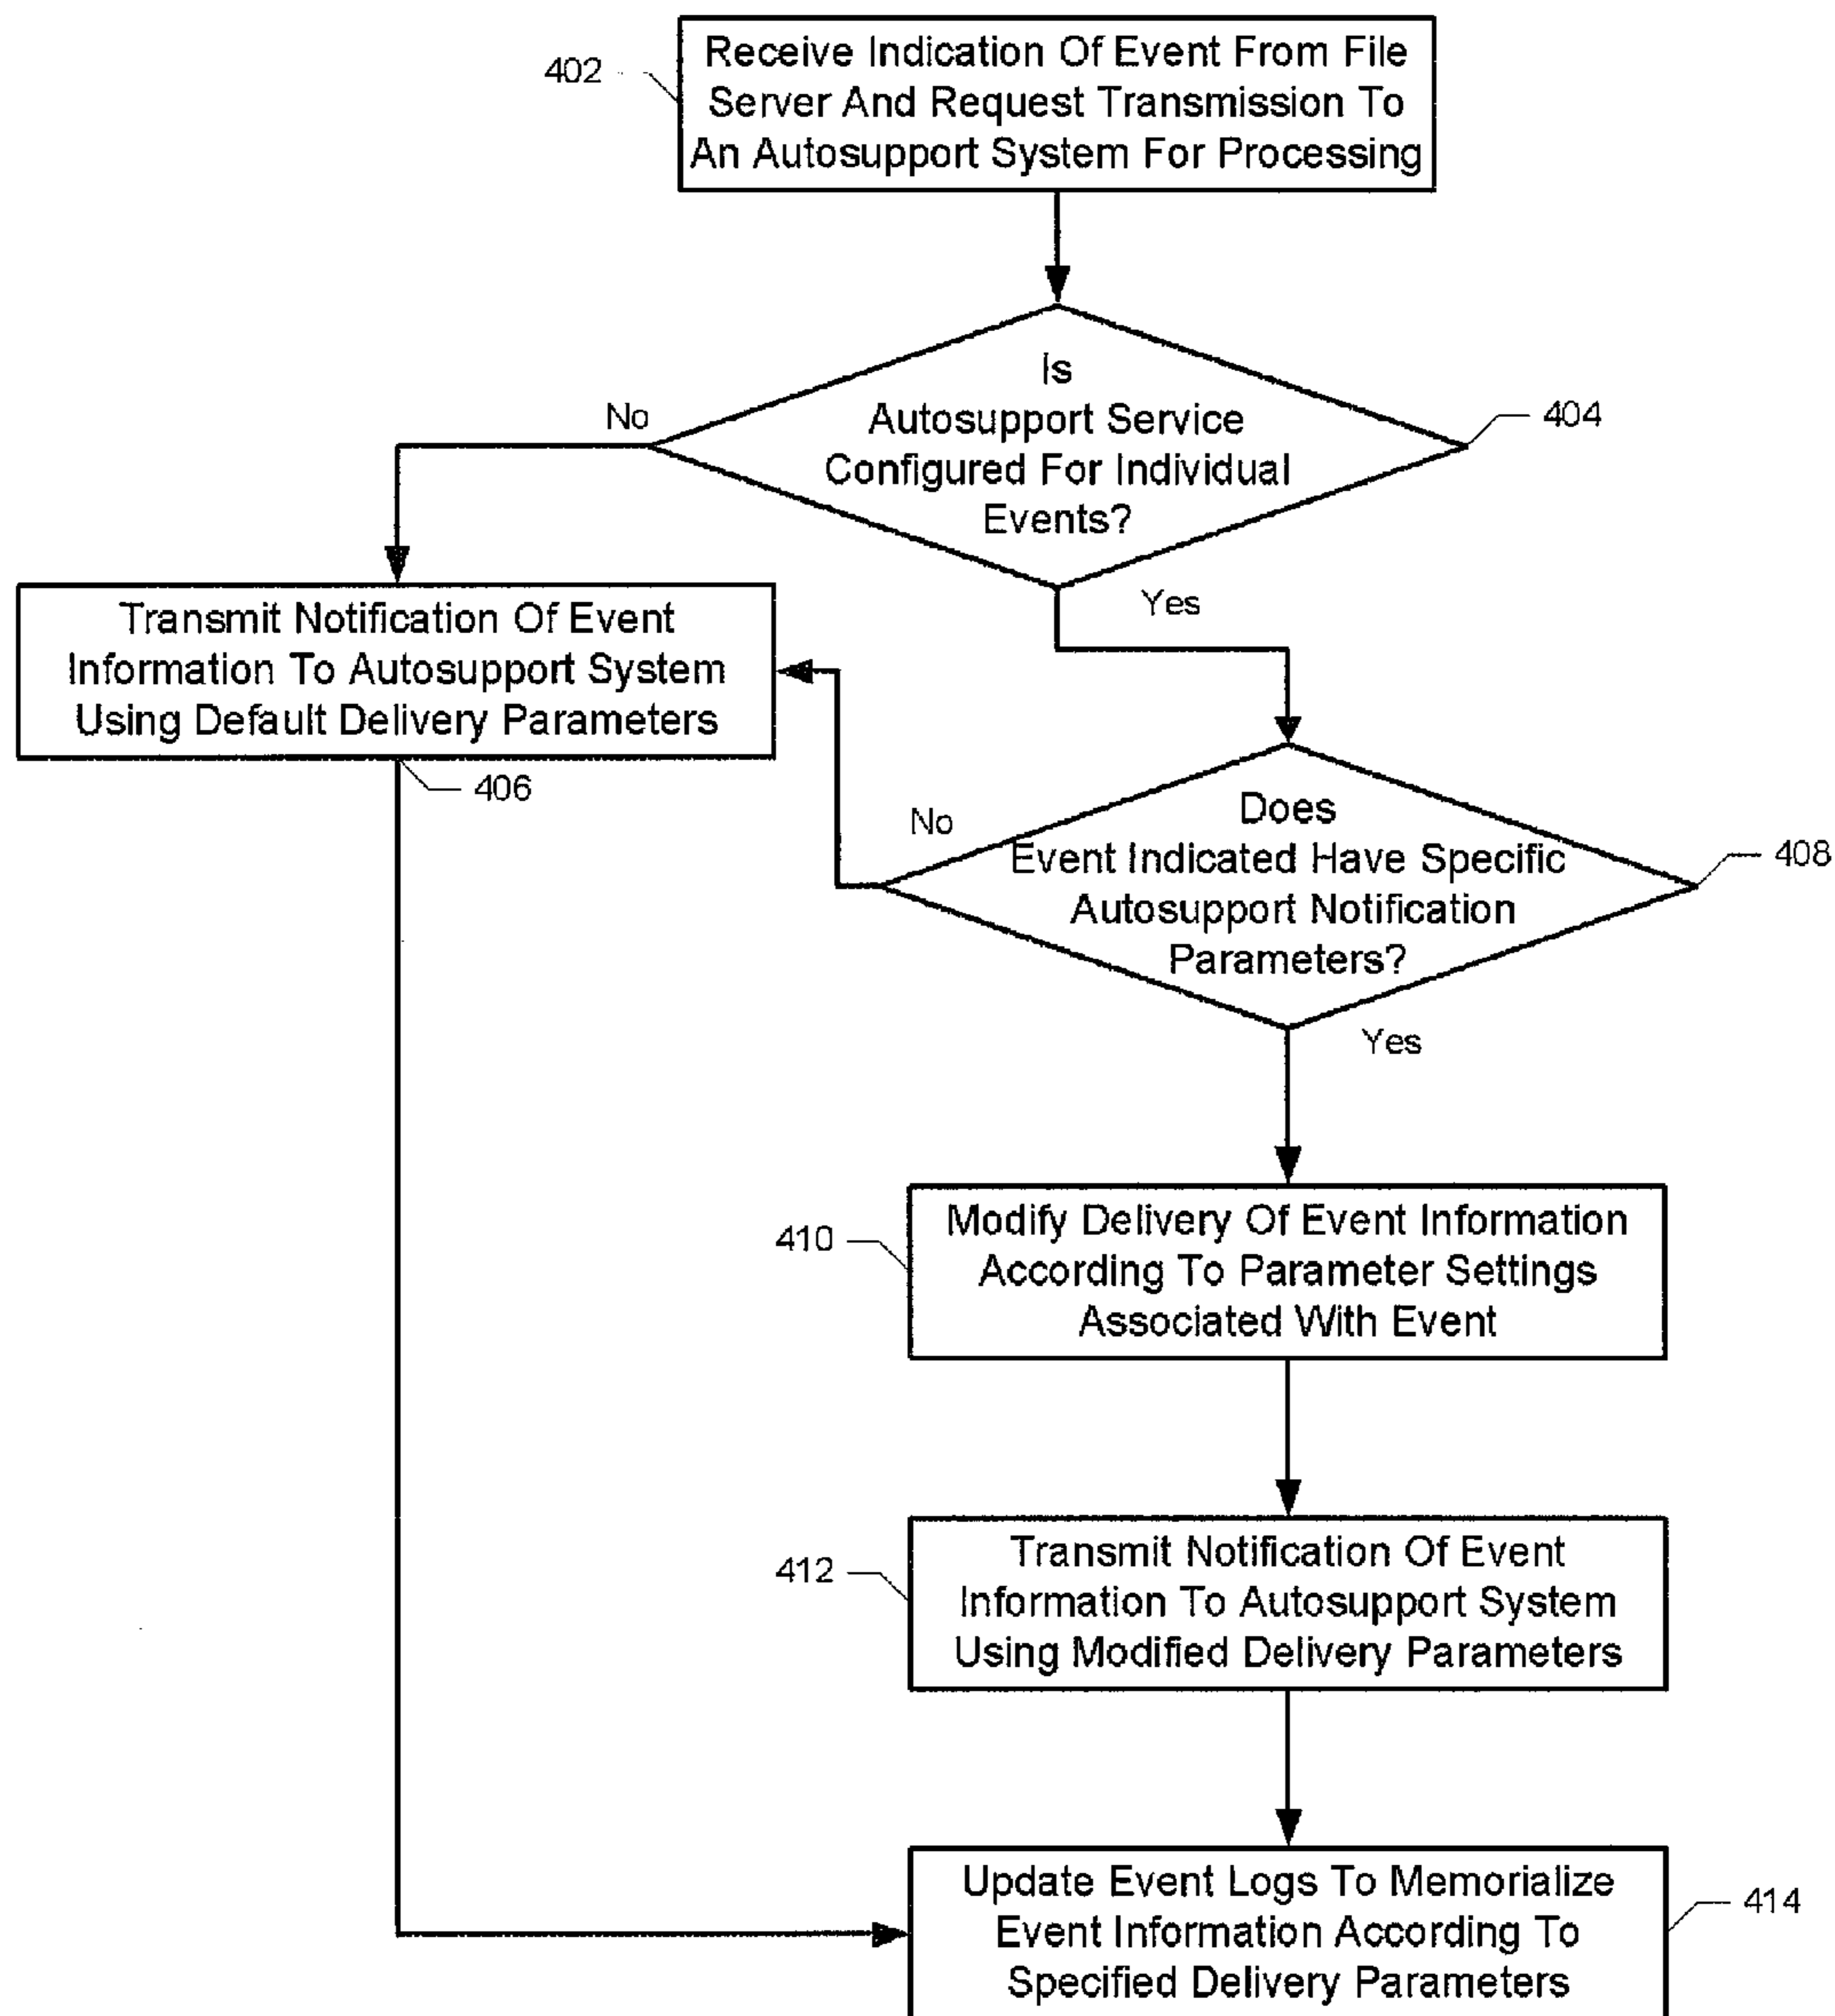 402
Receive Indication Of Event From File
Server And Request Transmission To
An Autosupport System For Processing
Is
Autosupport Service
Configured For Individual
Events?
404
No
Yes
Transmit Notification Of Event
Information To Autosupport System
Using Default Delivery Parameters
406
Does
Event Indicated Have Specific
Autosupport Notification
Parameters?
408
No
Yes
410
Modify Delivery Of Event Information
According To Parameter Settings
Associated With Event
412
Transmit Notification Of Event
Information To Autosupport System
Using Modified Delivery Parameters
Update Event Logs To Memorialize
Event Information According To
Specified Delivery Parameters
414